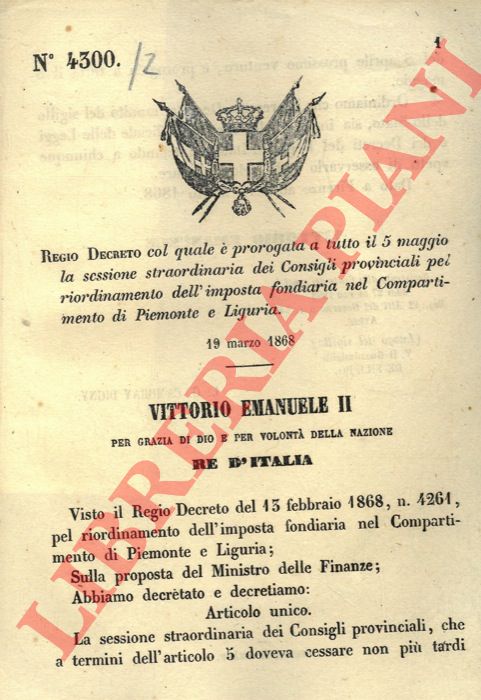 N° 4300. /2
1
REGIO DECRETO col quale è prorogata a tutto il 5 maggio
la sessione straordinaria dei Consigli provinciali pel
riordinamento dell'imposta fondiaria nel Comparti-
mento di Piemonte e Liguria.
19 marzo 1868
VITTORIO EMANUELE II
PER GRAZIA DI DIO E PER VOLONTÀ DELLA NAZIONE
RE D'ITALIA
Visto il Regio Decreto del 13 febbraio 1868, n. 4261,
pel riordinamento dell'imposta fondiaria nel Comparti-
mento di Piemonte e Liguria;
Sulla proposta del Ministro delle Finanze;
Abbiamo decretato e decretiamo:
Articolo unico.
La sessione straordinaria dei Consigli provinciali, che
a termini dell'articolo 5 doveva cessare non più tardi
LIBRERIA PIANI